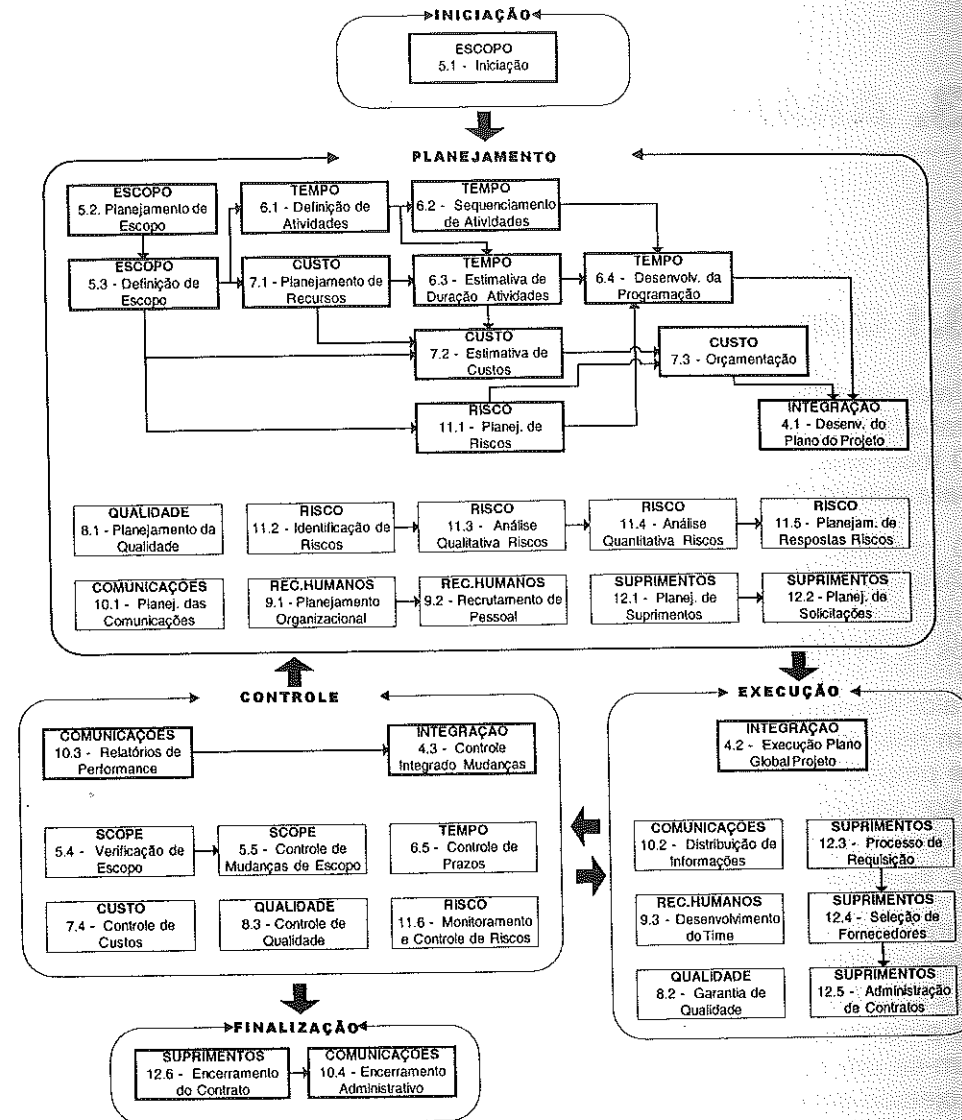 INICIAÇÃO
ESCOPO
5.1 - Iniciação
PLANEJAMENTO
ESCOPO
5.2. Planejamento de
Escopo
TEMPO
6.1 - Definição de
Atividades
TEMPO
6.2 - Sequenciamento
de Atividades
ESCOPO
5.3 - Definição de
Escopo
CUSTO
7.1 - Planejamento de
Recursos
TEMPO
6.3 - Estimativa de
Duração Atividades
TEMPO
6.4 - Desenvolv. da
Programação
CUSTO
7.2 - Estimativa de
Custos
CUSTO
7.3 - Orçamentação
RISCO
11.1 - Planej. de
Riscos
INTEGRAÇÃO
4.1 - Desenv. do
Plano do Projeto
QUALIDADE
8.1 - Planejamento da
Qualidade
RISCO
11.2 - Identificação de
Riscos
RISCO
11.3 - Análise
Qualitativa Riscos
RISCO
11.4 - Análise
Quantitativa Riscos
RISCO
11.5 - Planejam. de
Respostas Riscos
COMUNICAÇÕES
10.1 - Planej. das
Comunicações
REC.HUMANOS
9.1 - Planejamento
Organizacional
REC.HUMANOS
9.2 - Recrutamento de
Pessoal
SUPRIMENTOS
12.1 - Planej. de
Suprimentos
SUPRIMENTOS
12.2 - Planej. de
Solicitações
CONTROLE
COMUNICAÇÕES
10.3 - Relatórios de
Performance
INTEGRAÇÃO
4.3 - Controle
Integrado Mudanças
SCOPE
5.4 - Verificação de
Escopo
SCOPE
5.5 - Controle de
Mudanças de Escopo
TEMPO
6.5 - Controle de
Prazos
CUSTO
7.4 - Controle de
Custos
QUALIDADE
8.3 - Controle de
Qualidade
RISCO
11.6 - Monitoramento
e Controle de Riscos
EXECUÇÃO
INTEGRAÇÃO
4.2 - Execução Plano
Global Projeto
COMUNICAÇÕES
10.2 - Distribuição de
Informações
SUPRIMENTOS
12.3 - Processo de
Requisição
REC.HUMANOS
9.3 - Desenvolvimento
do Time
SUPRIMENTOS
12.4 - Seleção de
Fornecedores
QUALIDADE
8.2 - Garantia de
Qualidade
SUPRIMENTOS
12.5 - Administração
de Contratos
FINALIZAÇÃO
SUPRIMENTOS
12.6 - Encerramento
do Contrato
COMUNICAÇÕES
10.4 - Encerramento
Administrativo